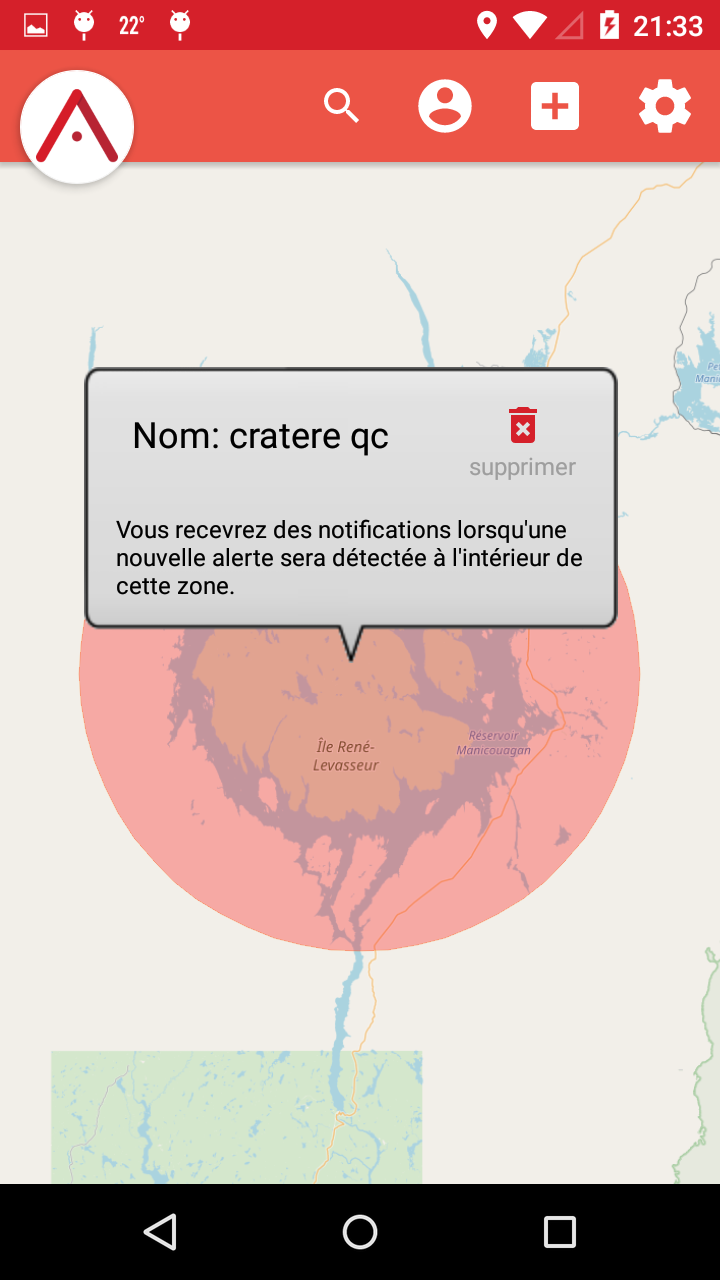 22°
21:33
Pe
Mani
Nom: cratere qc
supprimer
Vous recevrez des notifications lorsqu'une
nouvelle alerte sera détectée à l'intérieur de
cette zone.
Île René-
Levasseur
Réservoir
Manicouagan